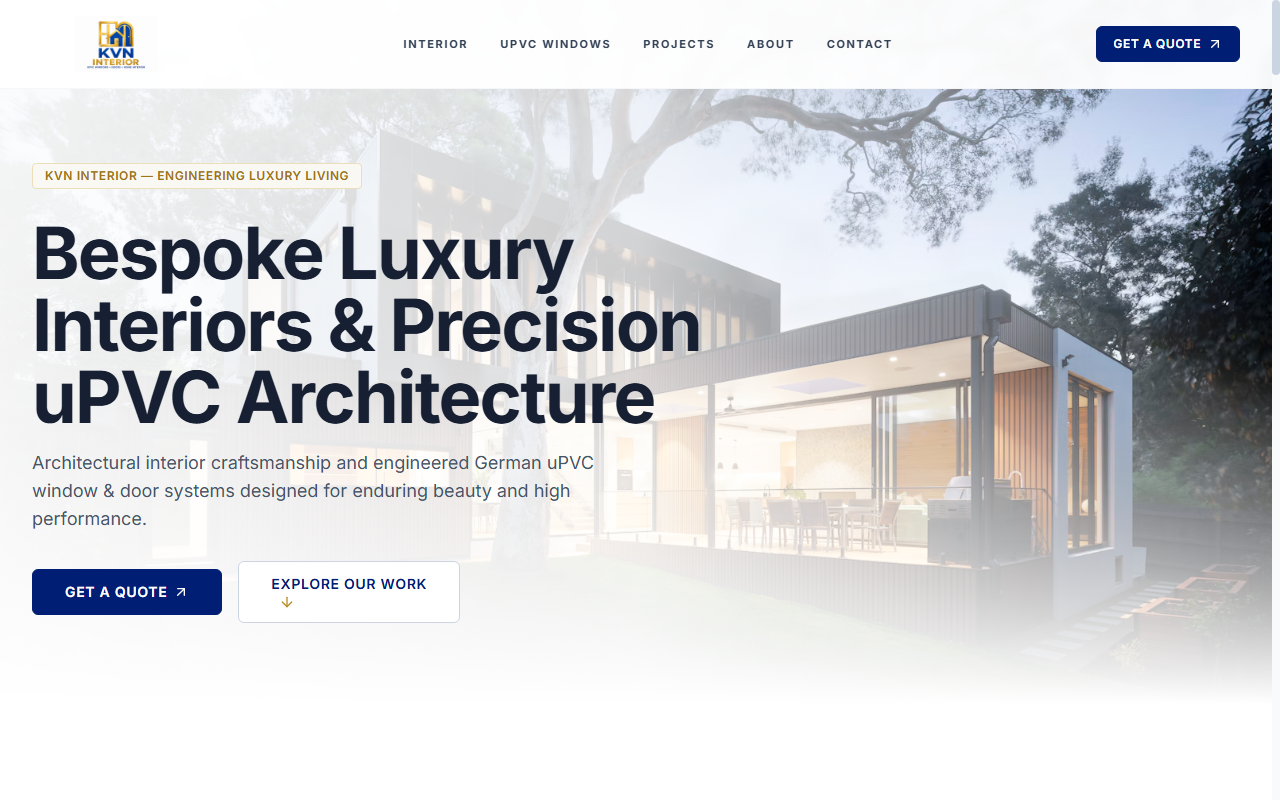 KVN
INTERIOR
INTERIOR
UPVC WINDOWS
PROJECTS
ABOUT
CONTACT
GET A QUOTE
KVN INTERIOR — ENGINEERING LUXURY LIVING
Bespoke Luxury
Interiors & Precision
uPVC Architecture
Architectural interior craftsmanship and engineered German uPVC
window & door systems designed for enduring beauty and high
performance.
GET A QUOTE
EXPLORE OUR WORK